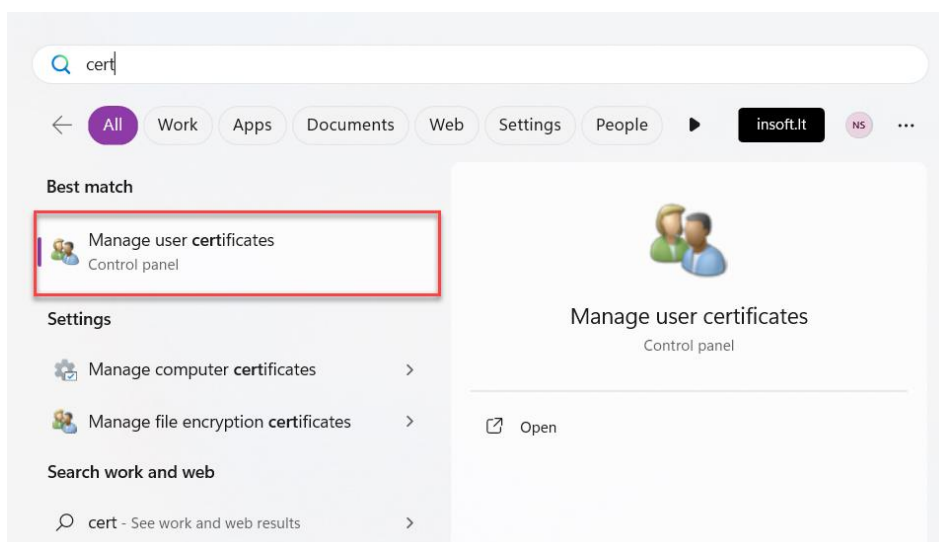 cert
All Work Apps Documents Web Settings People insoft.lt NS ...
Best match
Manage user certificates
Control panel
Settings
Manage computer certificates
Manage file encryption certificates
Search work and web
cert - See work and web results
Manage user certificates
Control panel
Open